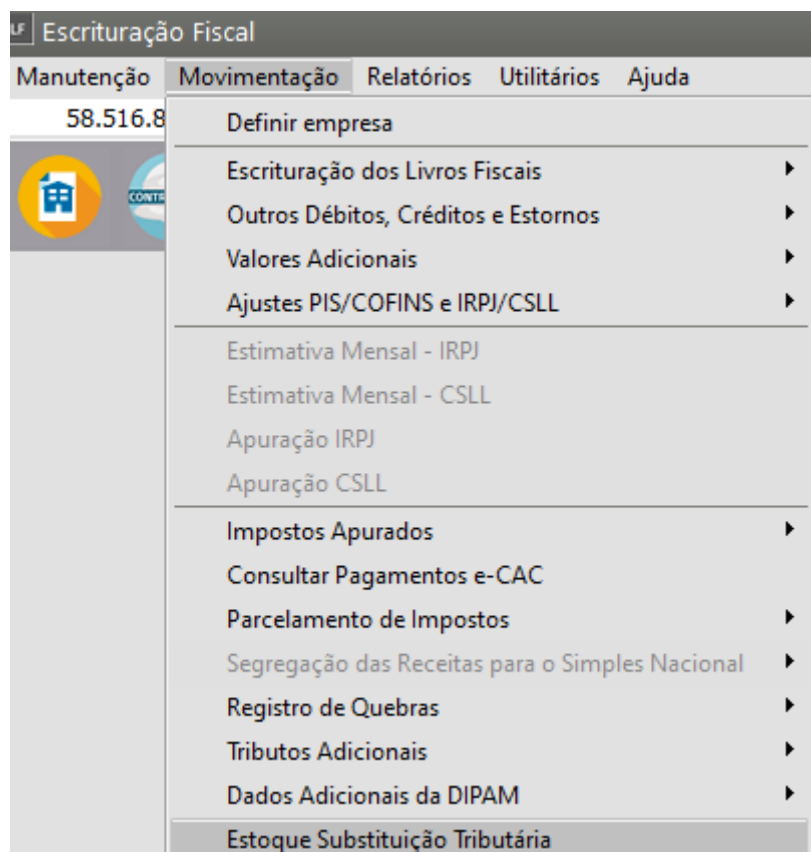 LF Escrituração Fiscal
Manutenção Movimentação Relatórios Utilitários Ajuda
58.516.8
Definir empresa
Escrituração dos Livros Fiscais
Outros Débitos, Créditos e Estornos
CONTR
Valores Adicionais
Ajustes PIS/COFINS e IRPJ/CSLL
Estimativa Mensal - IRPJ
Estimativa Mensal - CSLL
Apuração IRPJ
Apuração CSLL
Impostos Apurados
Consultar Pagamentos e-CAC
Parcelamento de Impostos
Segregação das Receitas para o Simples Nacional
Registro de Quebras
Tributos Adicionais
Dados Adicionais da DIPAM
Estoque Substituição Tributária